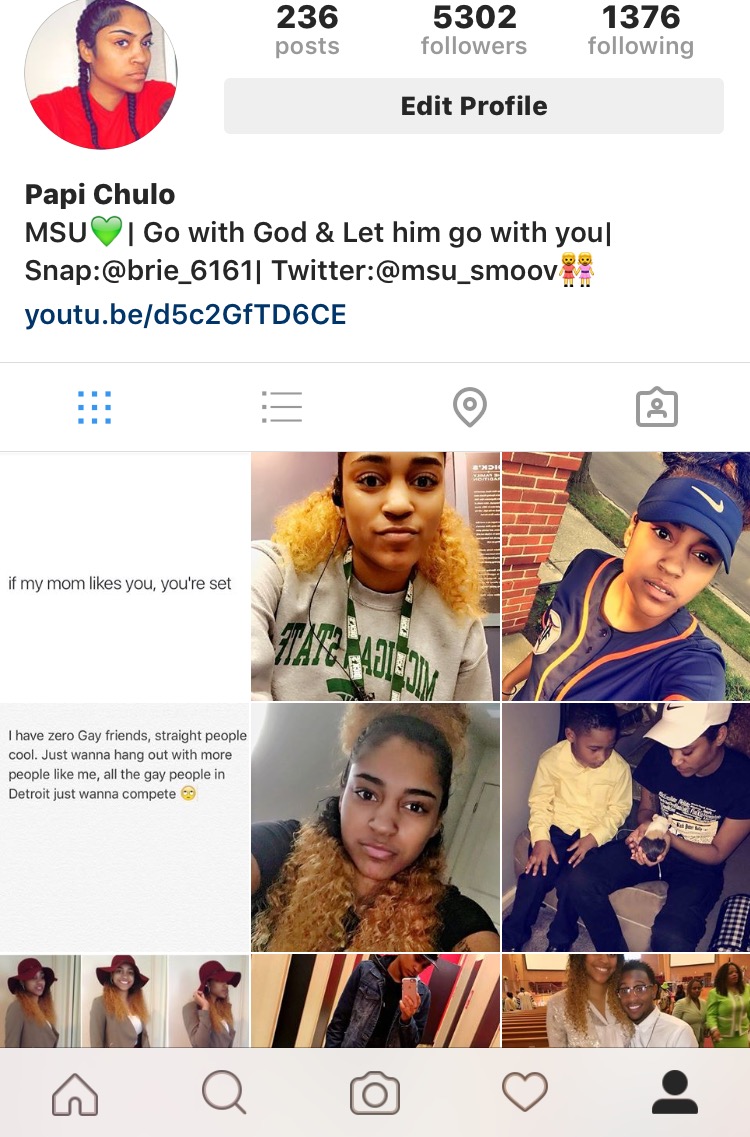 236 5302 1376
posts followers following
Edit Profile
Papi Chulo
MSU💚| Go with God & Let him go with you|
Snap:@brie_6161| Twitter:@msu_smoov👭
youtu.be/d5c2GfTD6CE
if my mom likes you, you're set
DICK'S
MICHIGAN
STATE
I have zero Gay friends, straight people
cool. Just wanna hang out with more
people like me, all the gay people in
Detroit just wanna compete 🙄